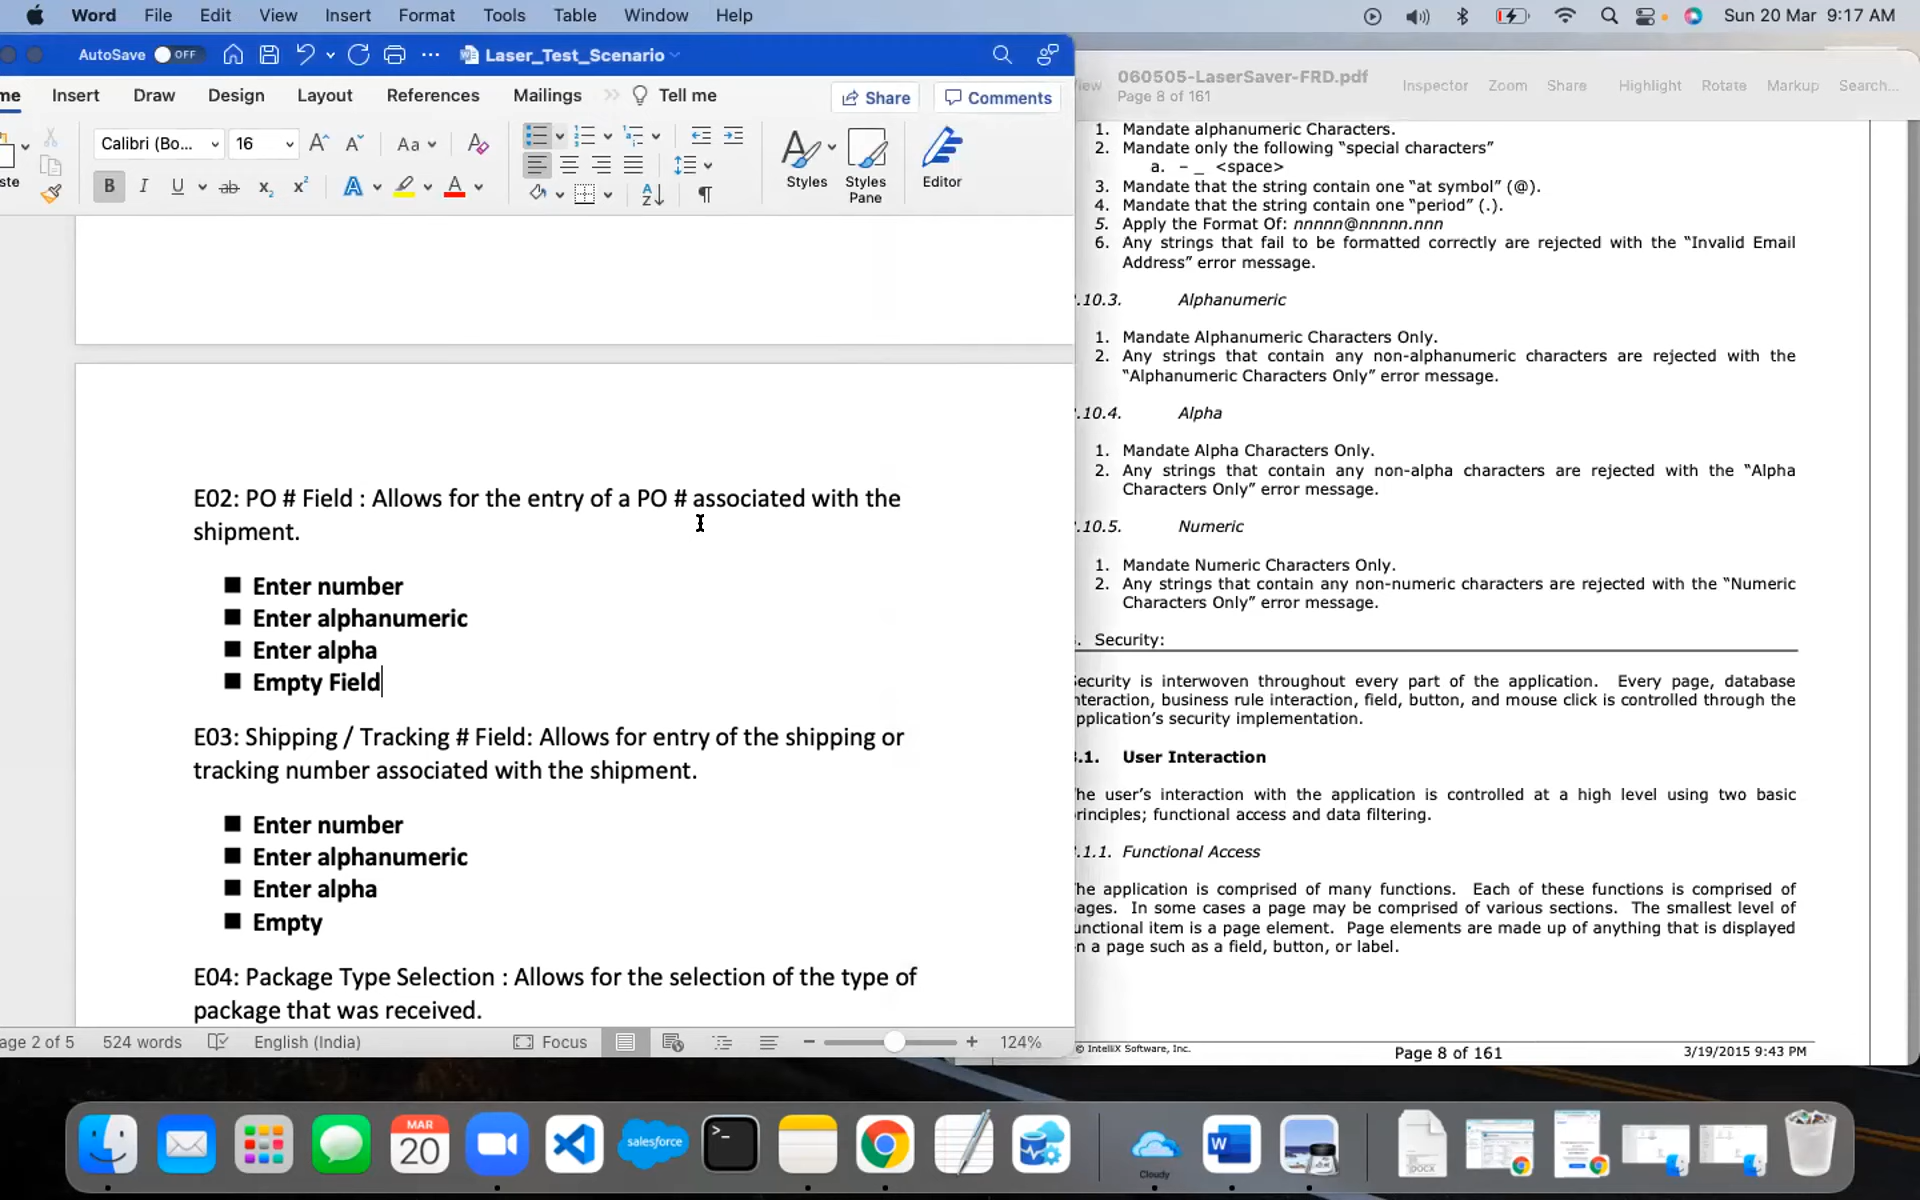 Word File Edit View Insert Format Tools Table Window Help Sun 20 Mar 9:17 AM
AutoSave OFF Laser_Test_Scenario
me Insert Draw Design Layout References Mailings Tell me Share Comments
Calibri (Bo... 16 Aa
ste B I U ab x₂ x² A A
Styles Styles Pane Editor
E02: PO # Field : Allows for the entry of a PO # associated with the
shipment.
■ Enter number
■ Enter alphanumeric
■ Enter alpha
■ Empty Field
E03: Shipping / Tracking # Field: Allows for entry of the shipping or
tracking number associated with the shipment.
■ Enter number
■ Enter alphanumeric
■ Enter alpha
■ Empty
E04: Package Type Selection : Allows for the selection of the type of
package that was received.
age 2 of 5 524 words English (India) Focus 124%
iew 060505-LaserSaver-FRD.pdf Inspector Zoom Share Highlight Rotate Markup Search...
Page 8 of 161
1. Mandate alphanumeric Characters.
2. Mandate only the following “special characters”
a. – _ <space>
3. Mandate that the string contain one “at symbol” (@).
4. Mandate that the string contain one “period” (.).
5. Apply the Format Of: nnnnn@nnnnn.nnn
6. Any strings that fail to be formatted correctly are rejected with the “Invalid Email
Address” error message.
.10.3. Alphanumeric
1. Mandate Alphanumeric Characters Only.
2. Any strings that contain any non-alphanumeric characters are rejected with the
“Alphanumeric Characters Only” error message.
.10.4. Alpha
1. Mandate Alpha Characters Only.
2. Any strings that contain any non-alpha characters are rejected with the “Alpha
Characters Only” error message.
.10.5. Numeric
1. Mandate Numeric Characters Only.
2. Any strings that contain any non-numeric characters are rejected with the “Numeric
Characters Only” error message.
. Security:
ecurity is interwoven throughout every part of the application. Every page, database
nteraction, business rule interaction, field, button, and mouse click is controlled through the
pplication’s security implementation.
.1. User Interaction
he user’s interaction with the application is controlled at a high level using two basic
rinciples; functional access and data filtering.
.1.1. Functional Access
he application is comprised of many functions. Each of these functions is comprised of
ages. In some cases a page may be comprised of various sections. The smallest level of
unctional item is a page element. Page elements are made up of anything that is displayed
n a page such as a field, button, or label.
© IntelliX Software, Inc. Page 8 of 161 3/19/2015 9:43 PM
MAR
20
salesforce
Cloudy
W
DOCX